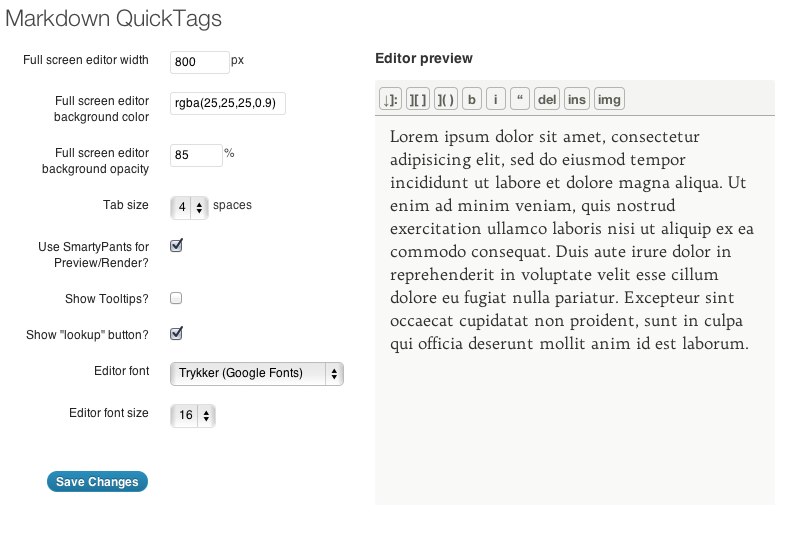 Markdown QuickTags
Full screen editor width
800 px
Full screen editor
background color
rgba(25,25,25,0.9)
Full screen editor
background opacity
85 %
Tab size
4 spaces
Use SmartyPants for
Preview/Render?
Show Tooltips?
Show "lookup" button?
Editor font
Trykker (Google Fonts)
Editor font size
16
Save Changes
Editor preview
↓]: ][ ] ]( ) b i “ del ins img
Lorem ipsum dolor sit amet, consectetur
adipisicing elit, sed do eiusmod tempor
incididunt ut labore et dolore magna aliqua. Ut
enim ad minim veniam, quis nostrud
exercitation ullamco laboris nisi ut aliquip ex ea
commodo consequat. Duis aute irure dolor in
reprehenderit in voluptate velit esse cillum
dolore eu fugiat nulla pariatur. Excepteur sint
occaecat cupidatat non proident, sunt in culpa
qui officia deserunt mollit anim id est laborum.